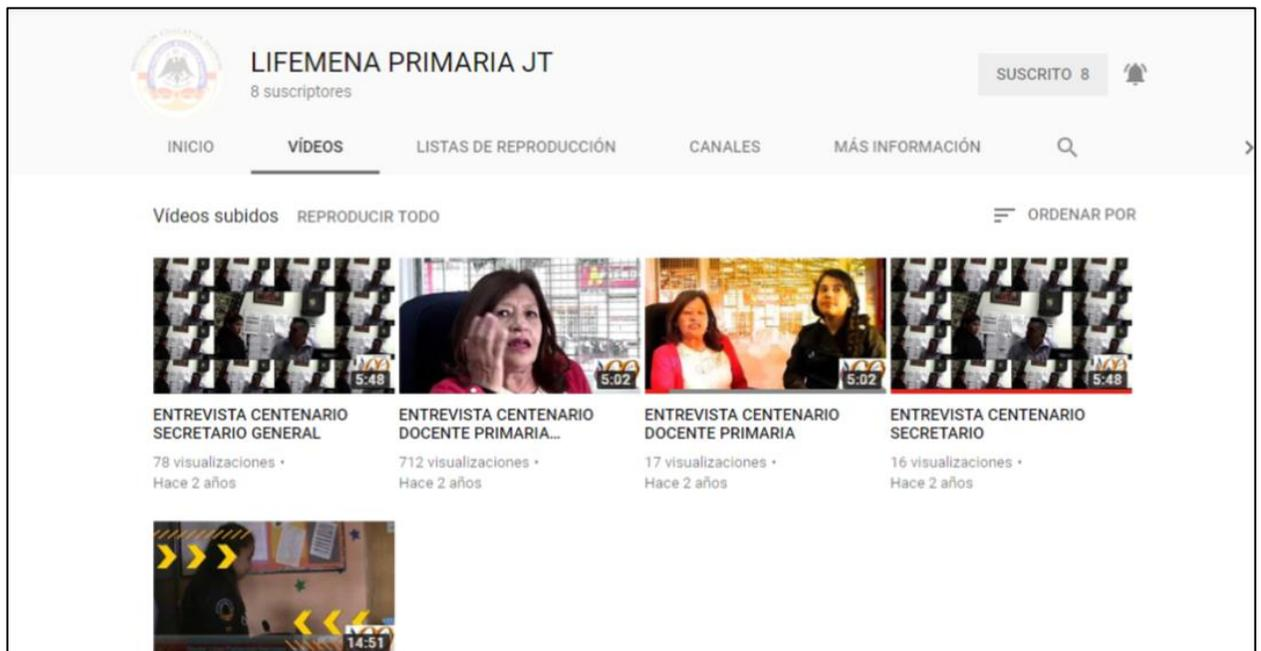 LIFEMENA PRIMARIA JT
8 suscriptores
SUSCRITO 8
INICIO VÍDEOS LISTAS DE REPRODUCCIÓN CANALES MÁS INFORMACIÓN
Vídeos subidos REPRODUCIR TODO ORDENAR POR
5:48
5:02
5:02
5:48
ENTREVISTA CENTENARIO
SECRETARIO GENERAL
78 visualizaciones •
Hace 2 años
ENTREVISTA CENTENARIO
DOCENTE PRIMARIA...
712 visualizaciones •
Hace 2 años
ENTREVISTA CENTENARIO
DOCENTE PRIMARIA
17 visualizaciones •
Hace 2 años
ENTREVISTA CENTENARIO
SECRETARIO
16 visualizaciones •
Hace 2 años
14:51